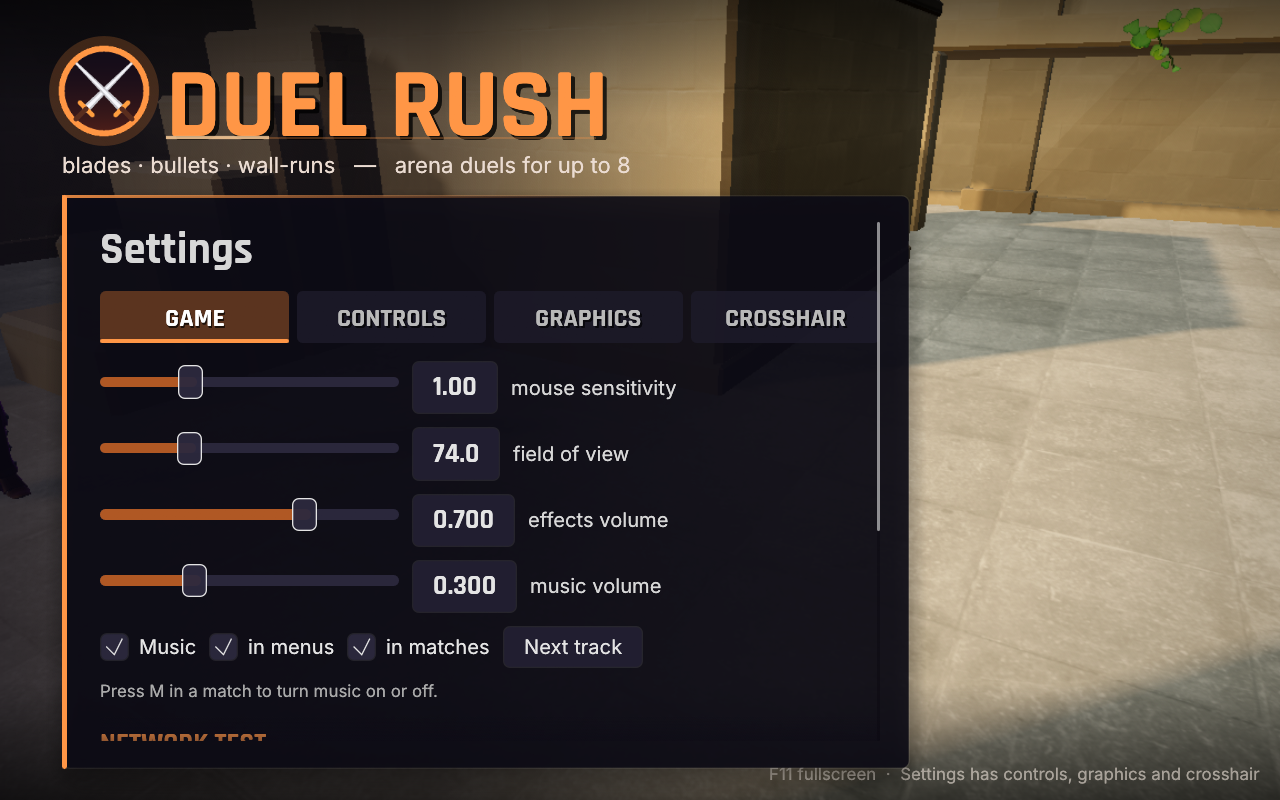 DUEL RUSH
blades · bullets · wall-runs — arena duels for up to 8
Settings
GAME CONTROLS GRAPHICS CROSSHAIR
1.00 mouse sensitivity
74.0 field of view
0.700 effects volume
0.300 music volume
Music in menus in matches Next track
Press M in a match to turn music on or off.
NETWORK TEST
F11 fullscreen · Settings has controls, graphics and crosshair